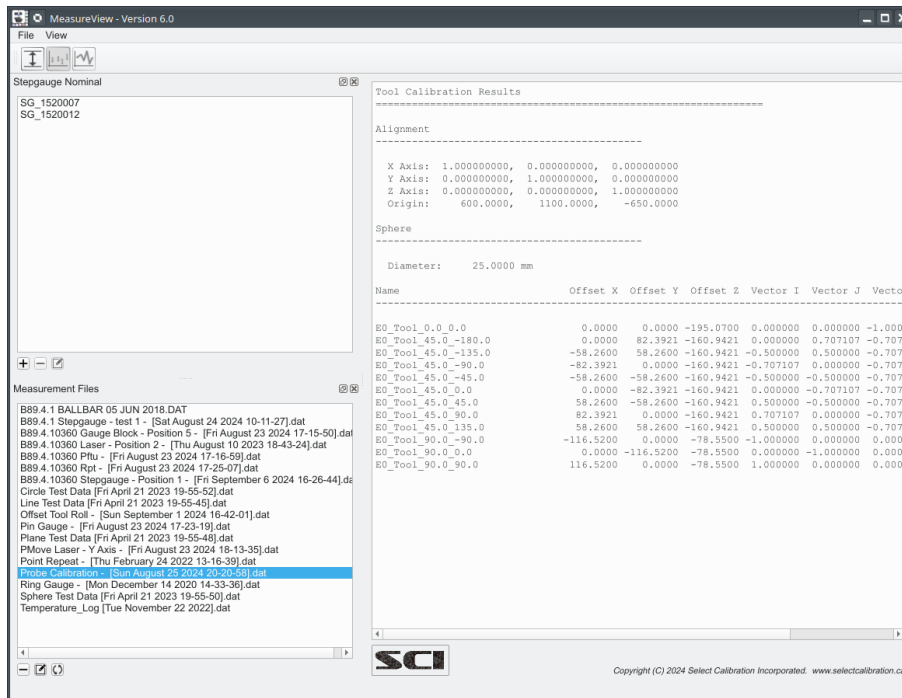 MeasureView - Version 6.0
File View
Stepgauge Nominal
SG_1520007
SG_1520012
Measurement Files
B89.4.1 BALLBAR 05 JUN 2018.DAT
B89.4.1 Stepgauge - test 1 - [Sat August 24 2024 10-11-27].dat
B89.4.10360 Gauge Block - Position 5 - [Fri August 23 2024 17-15-50].dat
B89.4.10360 Laser - Position 2 - [Thu August 10 2023 18-43-24].dat
B89.4.10360 Pftu - [Fri August 23 2024 17-16-59].dat
B89.4.10360 Rpt - [Fri August 23 2024 17-25-07].dat
B89.4.10360 Stepgauge - Position 1 - [Fri September 6 2024 16-26-44].da
Circle Test Data [Fri April 21 2023 19-55-52].dat
Line Test Data [Fri April 21 2023 19-55-45].dat
Offset Tool Roll - [Sun September 1 2024 16-42-01].dat
Pin Gauge - [Fri August 23 2024 17-23-19].dat
Plane Test Data [Fri April 21 2023 19-55-48].dat
PMove Laser - Y Axis - [Fri August 23 2024 18-13-35].dat
Point Repeat - [Thu February 24 2022 13-16-39].dat
Probe Calibration - [Sun August 25 2024 20-20-58].dat
Ring Gauge - [Mon December 14 2020 14-33-36].dat
Sphere Test Data [Fri April 21 2023 19-55-50].dat
Temperature_Log [Tue November 22 2022].dat
Tool Calibration Results
================================================================
Alignment
--------------------------------------------
X Axis: 1.000000000, 0.000000000, 0.000000000
Y Axis: 0.000000000, 1.000000000, 0.000000000
Z Axis: 0.000000000, 0.000000000, 1.000000000
Origin: 600.0000, 1100.0000, -650.0000
Sphere
--------------------------------------------
Diameter: 25.0000 mm
Name Offset X Offset Y Offset Z Vector I Vector J Vecto
E0_Tool_0.0_0.0 0.0000 0.0000 -195.0700 0.000000 0.000000 -1.000
E0_Tool_45.0_-180.0 0.0000 82.3921 -160.9421 0.000000 0.707107 -0.707
E0_Tool_45.0_-135.0 -58.2600 58.2600 -160.9421 -0.500000 0.500000 -0.707
E0_Tool_45.0_-90.0 -82.3921 0.0000 -160.9421 -0.707107 0.000000 -0.707
E0_Tool_45.0_-45.0 -58.2600 -58.2600 -160.9421 -0.500000 -0.500000 -0.707
E0_Tool_45.0_0.0 0.0000 -82.3921 -160.9421 0.000000 -0.707107 -0.707
E0_Tool_45.0_45.0 58.2600 -58.2600 -160.9421 0.500000 -0.500000 -0.707
E0_Tool_45.0_90.0 82.3921 0.0000 -160.9421 0.707107 0.000000 -0.707
E0_Tool_45.0_135.0 58.2600 58.2600 -160.9421 0.500000 0.500000 -0.707
E0_Tool_90.0_-90.0 -116.5200 0.0000 -78.5500 -1.000000 0.000000 0.000
E0_Tool_90.0_0.0 0.0000 -116.5200 -78.5500 0.000000 -1.000000 0.000
E0_Tool_90.0_90.0 116.5200 0.0000 -78.5500 1.000000 0.000000 0.000
SCI
Copyright (C) 2024 Select Calibration Incorporated. www.selectcalibration.c